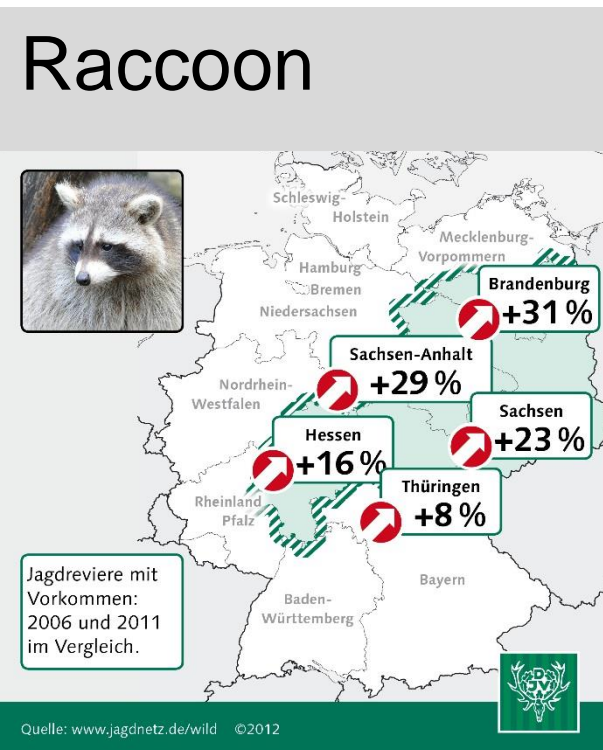 Raccoon
Schleswig-
Holstein
Mecklenburg-
Vorpommern
Hamburg
Bremen
Niedersachsen
Brandenburg
+31 %
Sachsen-Anhalt
+29 %
Nordrhein-
Westfalen
Sachsen
+23 %
Hessen
+16 %
Thüringen
+8 %
Rheinland
Pfalz
Jagdreviere mit
Vorkommen:
2006 und 2011
im Vergleich.
Bayern
Baden-
Württemberg
DJV
Quelle: www.jagdnetz.de/wild ©2012